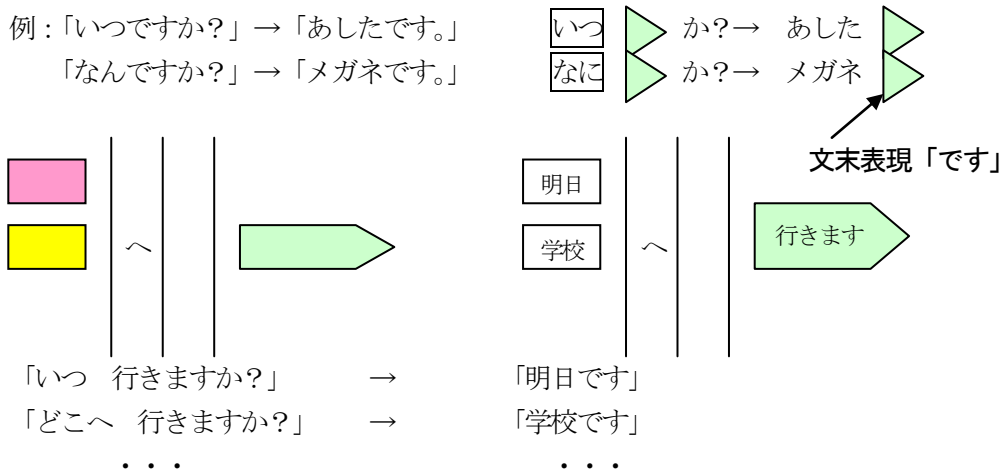 例：「いつですか？」→「あしたです。」
「なんですか？」→「メガネです。」
いつ か？→ あした
なに か？→ メガネ
文末表現「です」
へ
明日
学校 へ 行きます
「いつ　行きますか？」 → 「明日です」
「どこへ　行きますか？」 → 「学校です」
・・・ ・・・